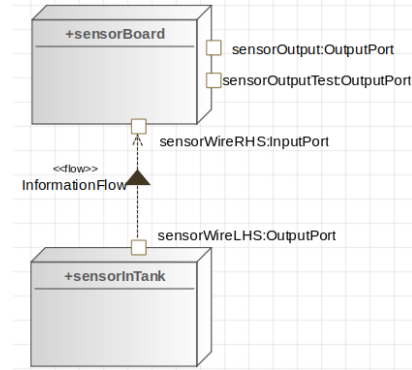 +sensorBoard
sensorOutput:OutputPort
sensorOutputTest:OutputPort
sensorWireRHS:InputPort
<<flow>>
InformationFlow
sensorWireLHS:OutputPort
+sensorInTank